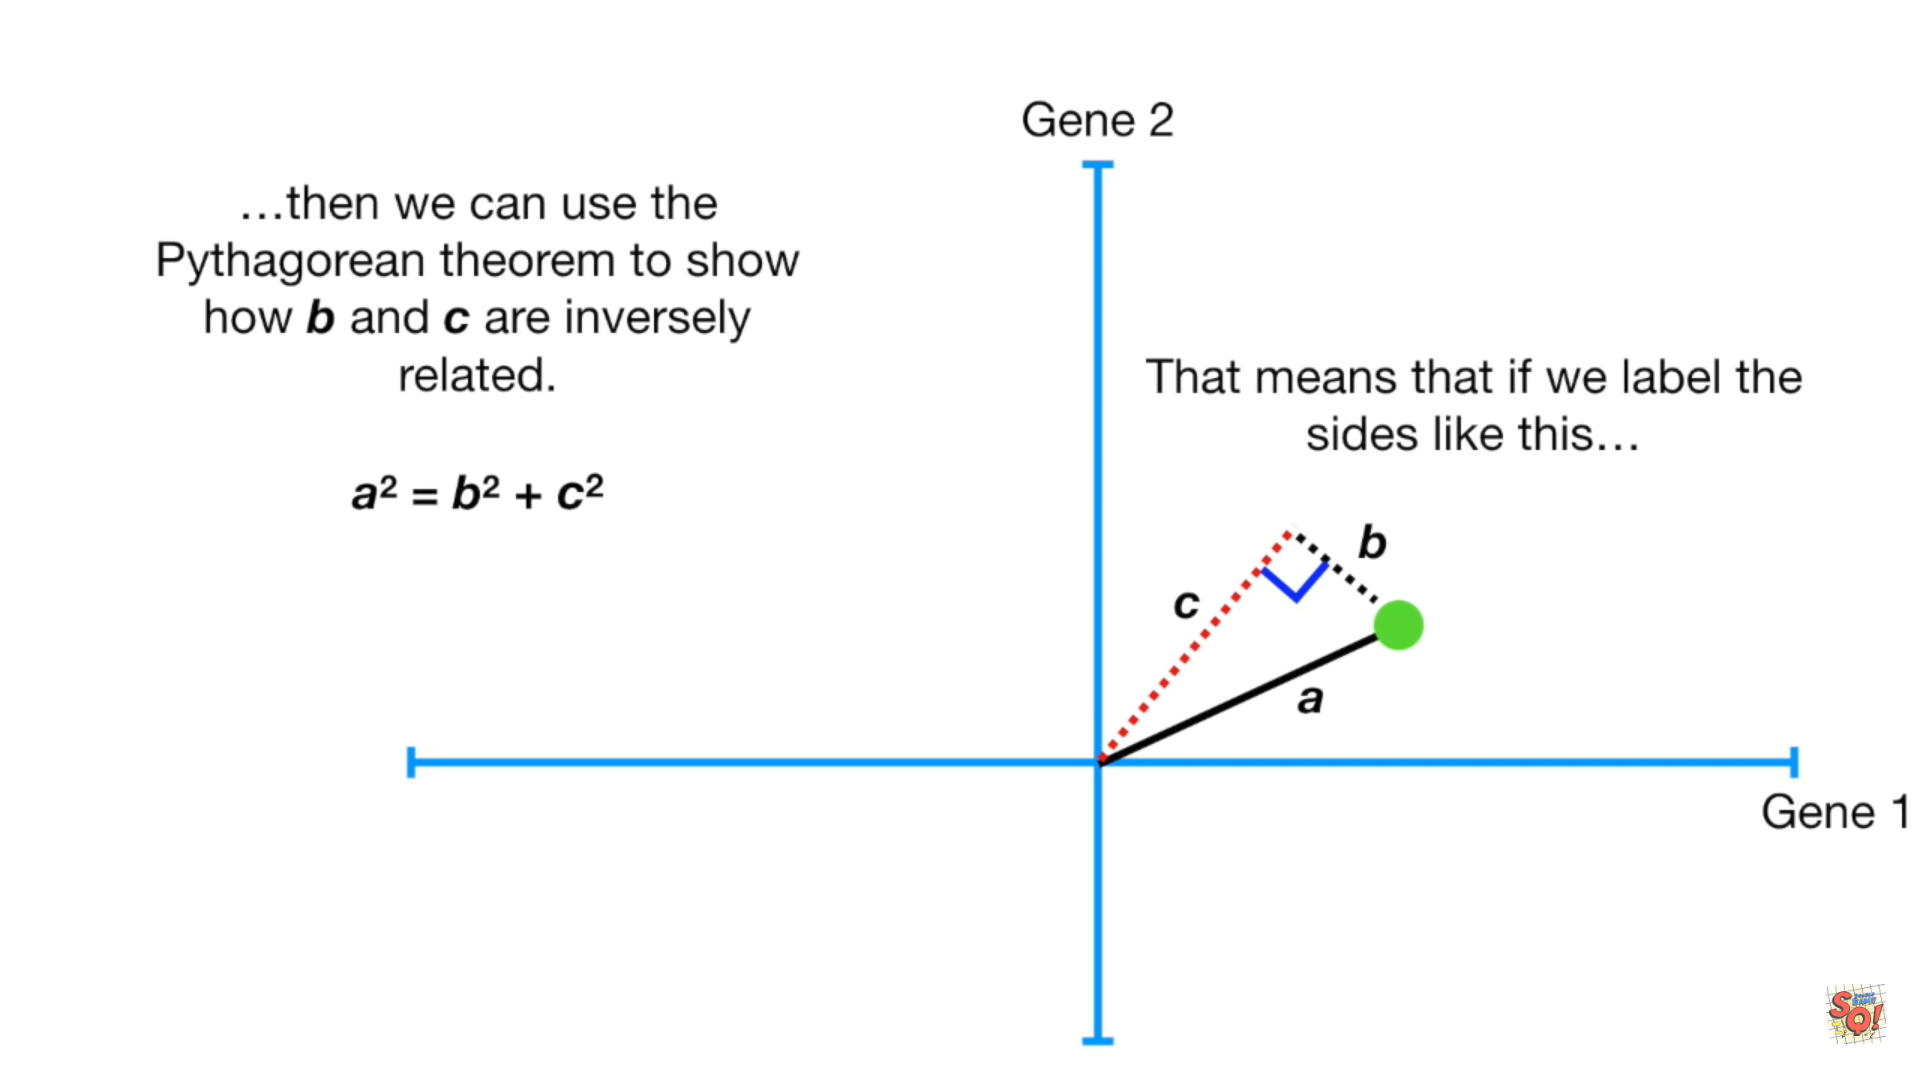 Gene 2
...then we can use the
Pythagorean theorem to show
how b and c are inversely
related.
a² = b² + c²
That means that if we label the
sides like this...
b
c
a
Gene 1
SQ!